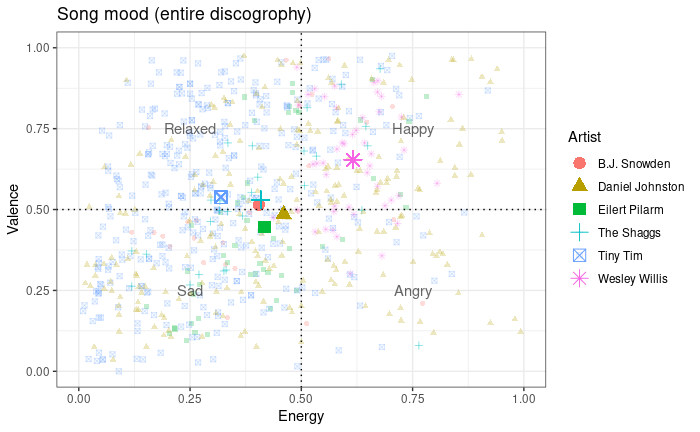 Song mood (entire discogrophy)
1.00
0.75
0.50
0.25
0.00
Valence
Relaxed
Happy
Sad
Angry
0.00
0.25
0.50
0.75
1.00
Energy
Artist
B.J. Snowden
Daniel Johnston
Eilert Pilarm
The Shaggs
Tiny Tim
Wesley Willis